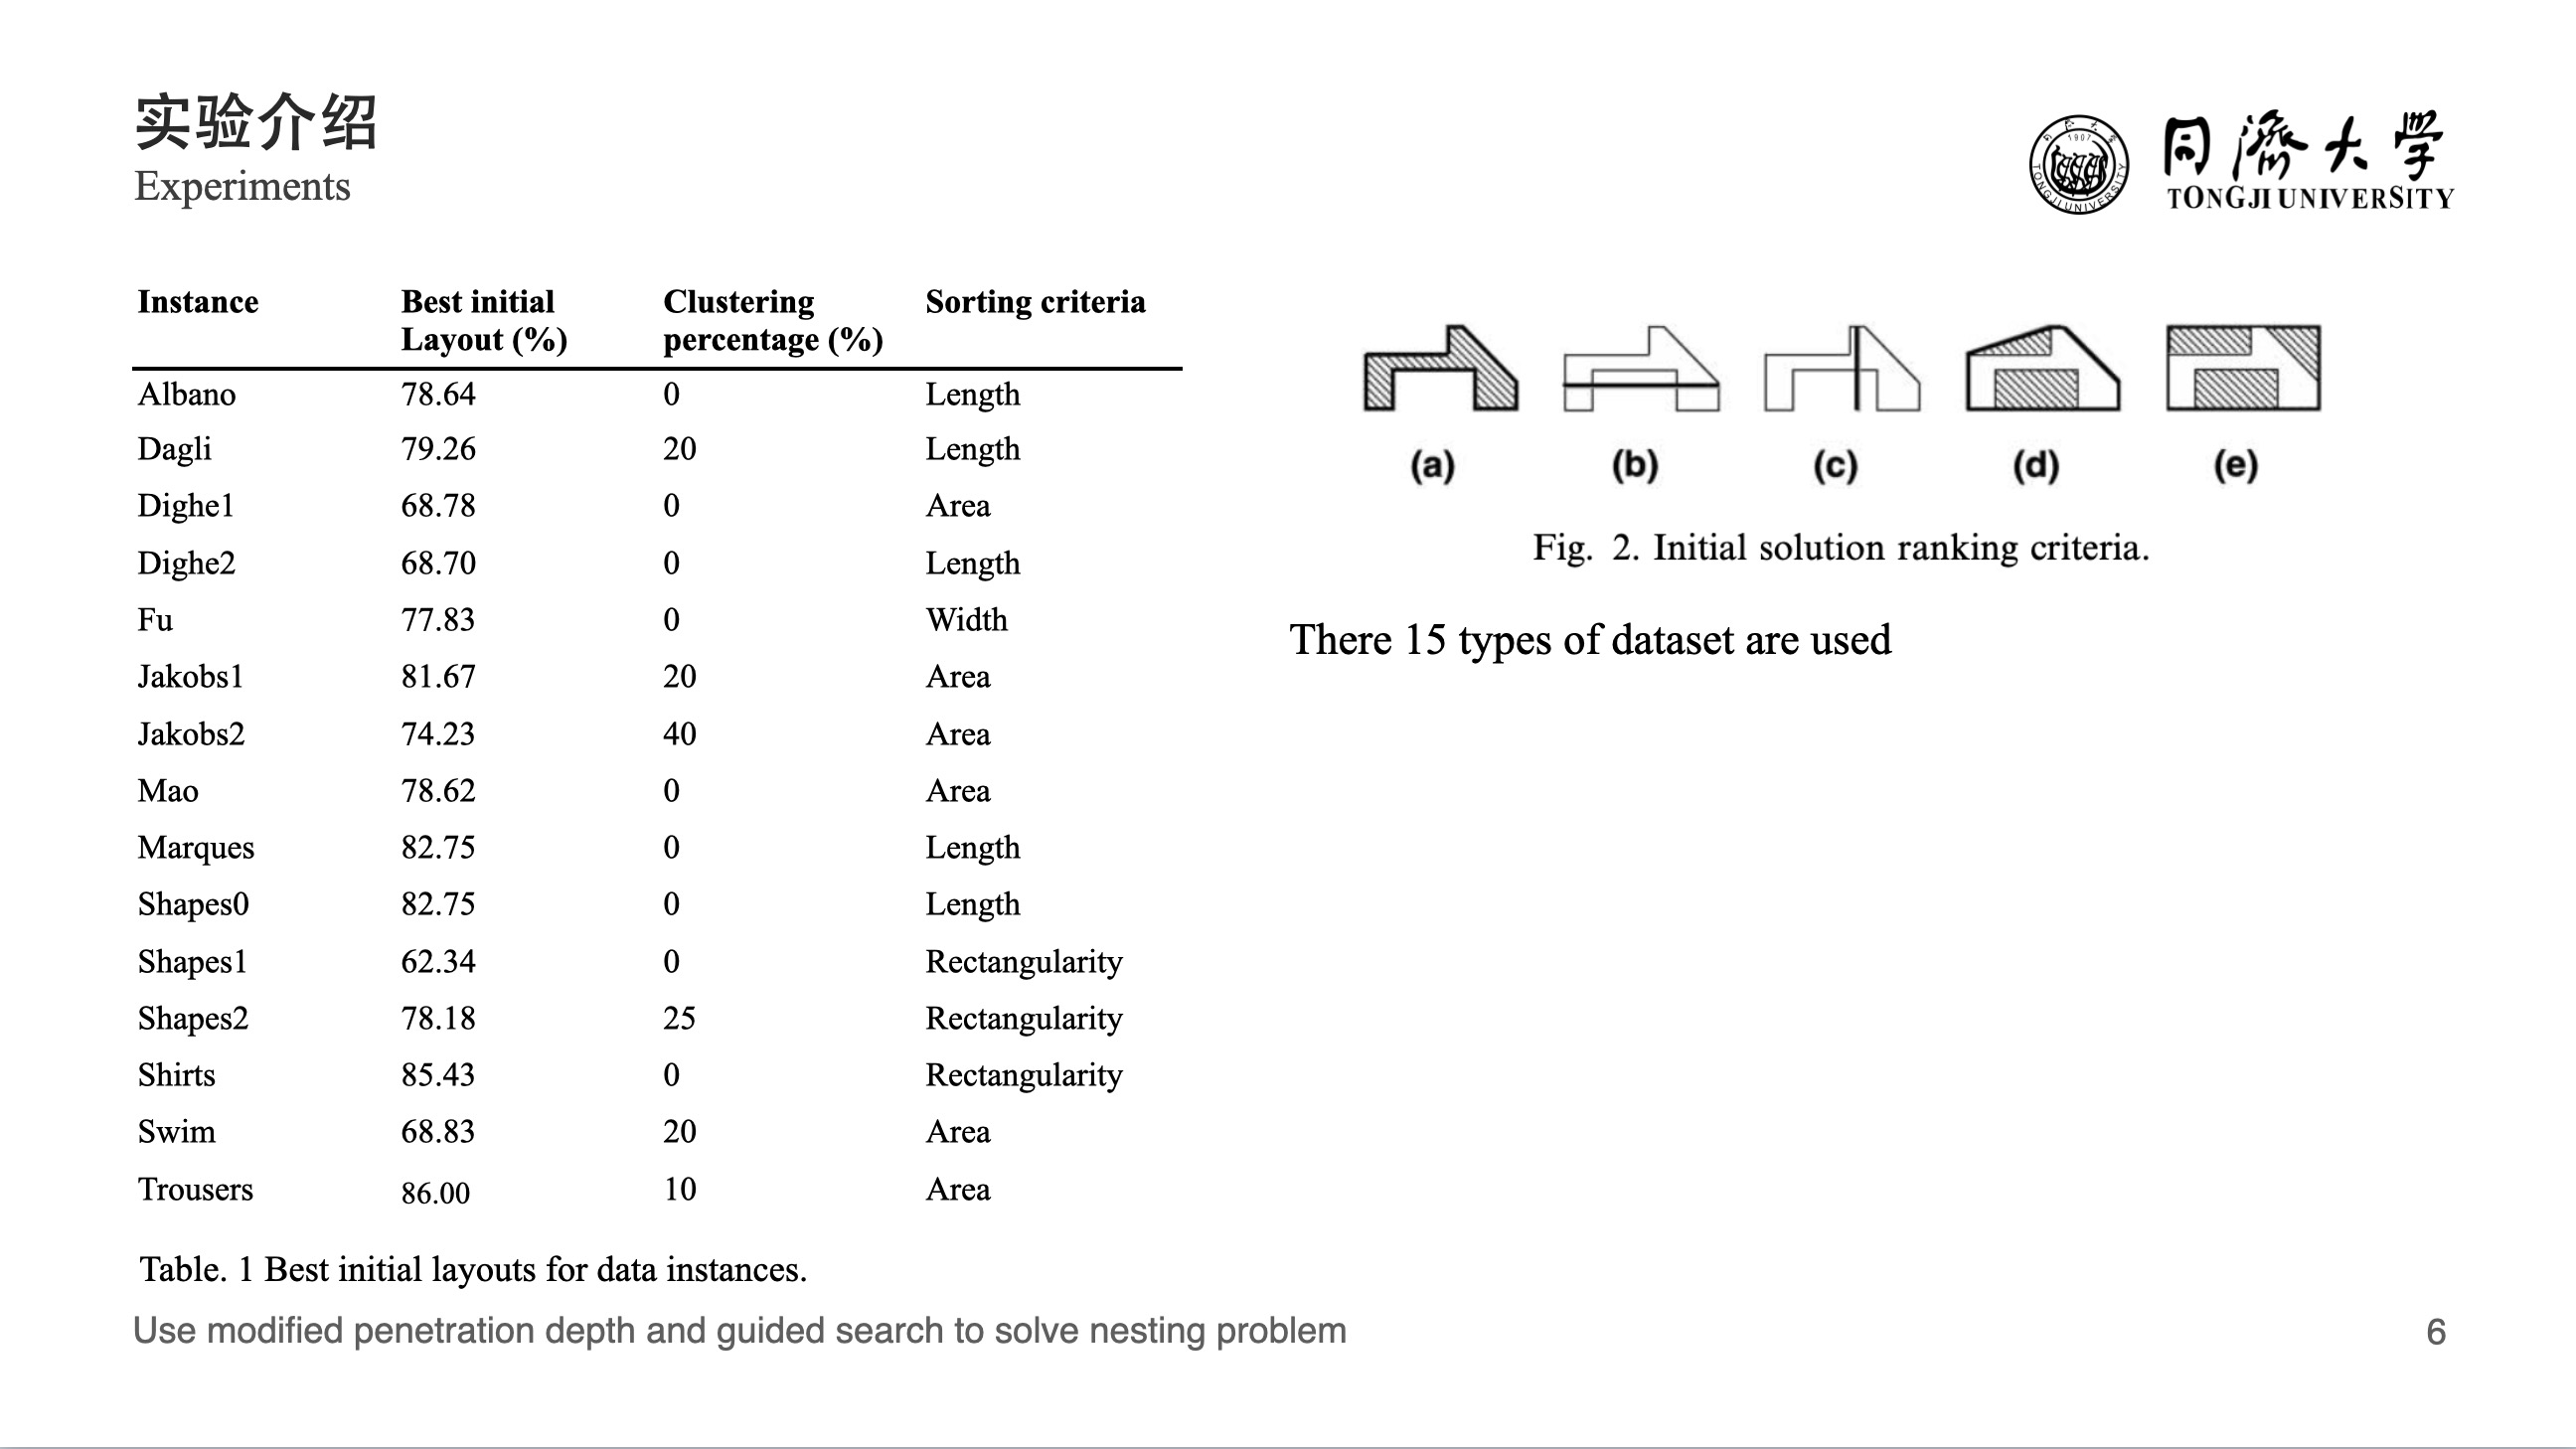 实验介绍
Experiments
同濟大學
TONGJI UNIVERSITY
1907
TONGJI UNIVERSITY
Instance Best initial Layout (%) Clustering percentage (%) Sorting criteria
Albano 78.64 0 Length
Dagli 79.26 20 Length
Dighe1 68.78 0 Area
Dighe2 68.70 0 Length
Fu 77.83 0 Width
Jakobs1 81.67 20 Area
Jakobs2 74.23 40 Area
Mao 78.62 0 Area
Marques 82.75 0 Length
Shapes0 82.75 0 Length
Shapes1 62.34 0 Rectangularity
Shapes2 78.18 25 Rectangularity
Shirts 85.43 0 Rectangularity
Swim 68.83 20 Area
Trousers 86.00 10 Area
Table. 1 Best initial layouts for data instances.
(a) (b) (c) (d) (e)
Fig. 2. Initial solution ranking criteria.
There 15 types of dataset are used
Use modified penetration depth and guided search to solve nesting problem
6